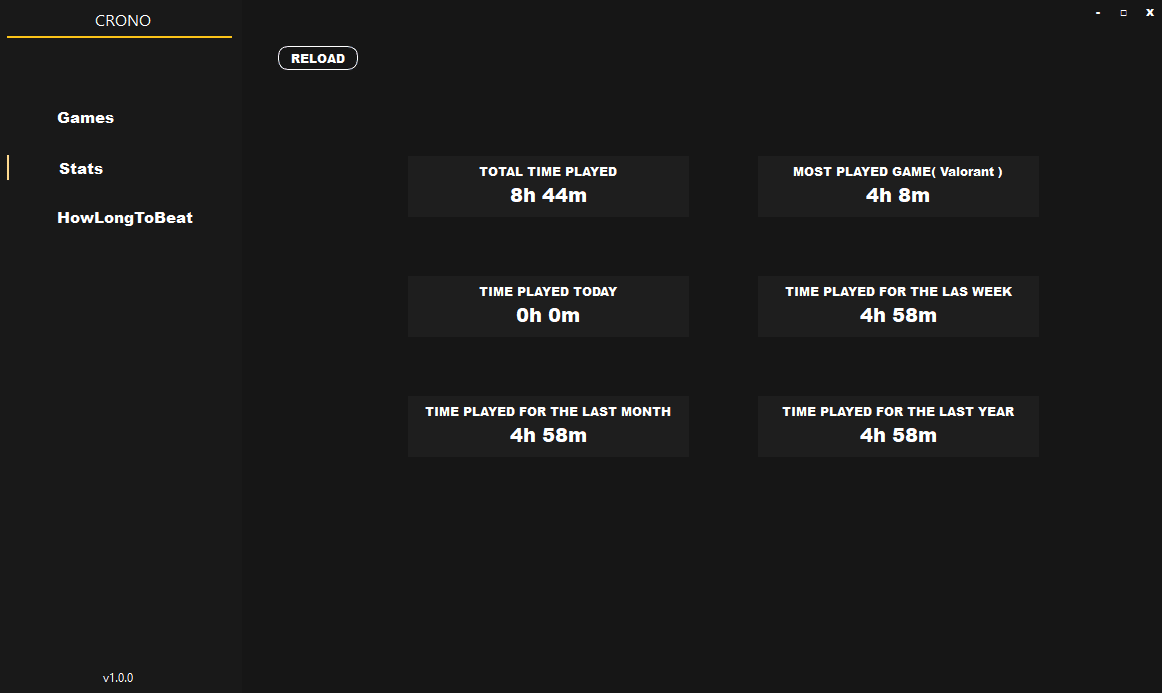 CRONO
- □ X
RELOAD
Games
Stats
HowLongToBeat
TOTAL TIME PLAYED
8h 44m
MOST PLAYED GAME( Valorant )
4h 8m
TIME PLAYED TODAY
0h 0m
TIME PLAYED FOR THE LAS WEEK
4h 58m
TIME PLAYED FOR THE LAST MONTH
4h 58m
TIME PLAYED FOR THE LAST YEAR
4h 58m
v1.0.0